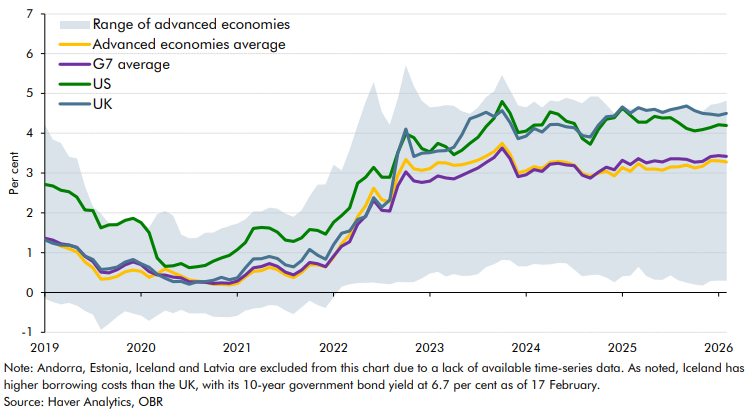 Range of advanced economies
Advanced economies average
G7 average
US
UK
Per cent
7
6
5
4
3
2
1
0
-1
2019 2020 2021 2022 2023 2024 2025 2026
Note: Andorra, Estonia, Iceland and Latvia are excluded from this chart due to a lack of available time-series data. As noted, Iceland has
higher borrowing costs than the UK, with its 10-year government bond yield at 6.7 per cent as of 17 February.
Source: Haver Analytics, OBR